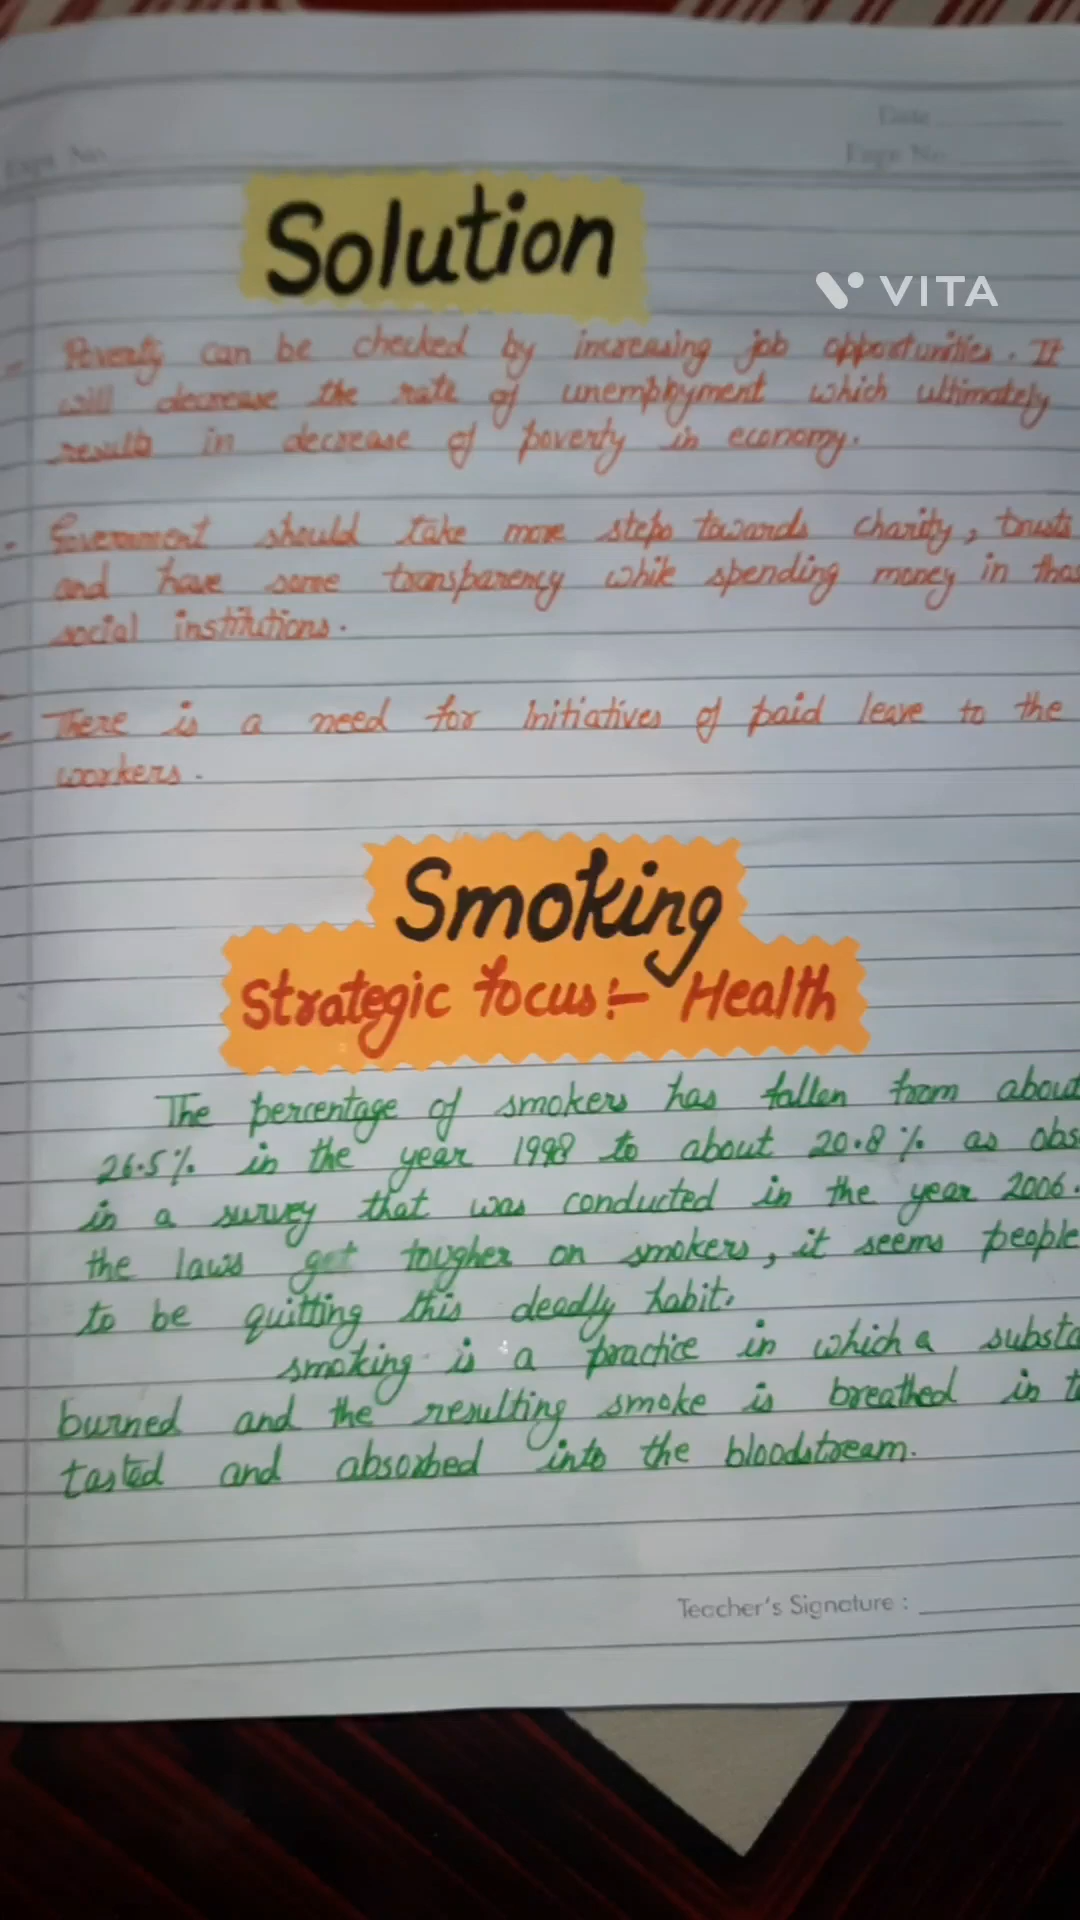 Date
Expt. No.
Expt. No.
Solution
VITA
- Poverty can be checked by increasing job opportunities. It
will decrease the rate of unemployment which ultimately
results in decrease of poverty in economy.
- Government should take more steps towards charity, trusts
and have some transparency while spending money in thos
social institutions.
- There is a need for initiatives of paid leave to the
workers.
Smoking
Strategic focus:- Health
The percentage of smokers has fallen from about
26.5% in the year 1998 to about 20.8% as obs
in a survey that was conducted in the year 2006.
the laws get tougher on smokers, it seems people
to be quitting this deadly habit.
smoking is a practice in which a substa
burned and the resulting smoke is breathed in t
tasted and absorbed into the bloodstream.
Teacher's Signature :